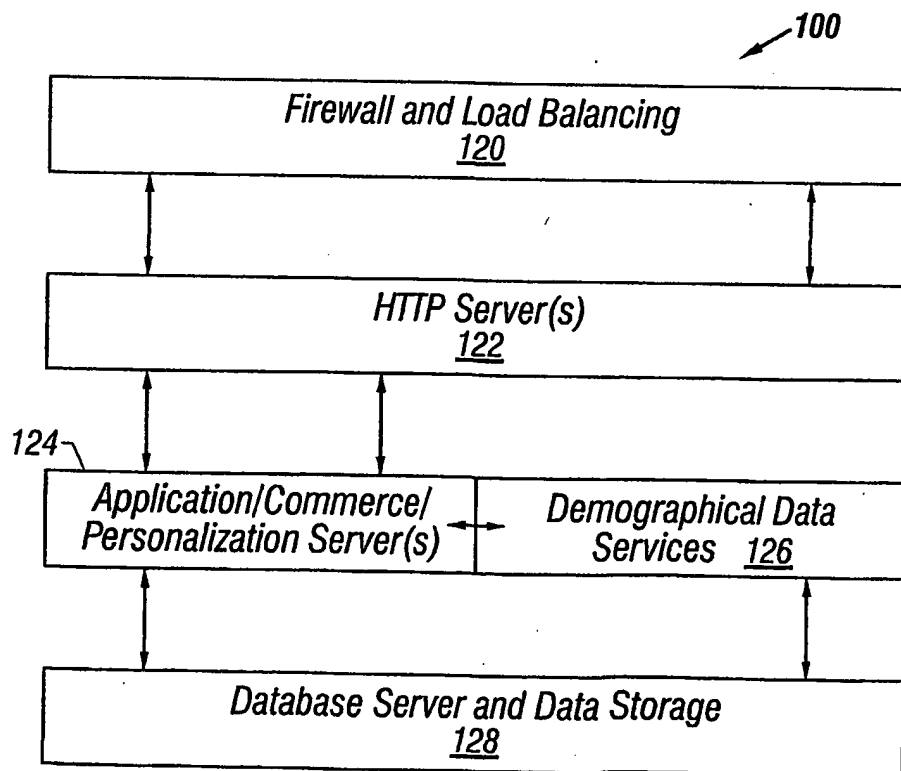 100
Firewall and Load Balancing
120
HTTP Server(s)
122
124
Application/Commerce/
Personalization Server(s)
Demographical Data
Services 126
Database Server and Data Storage
128